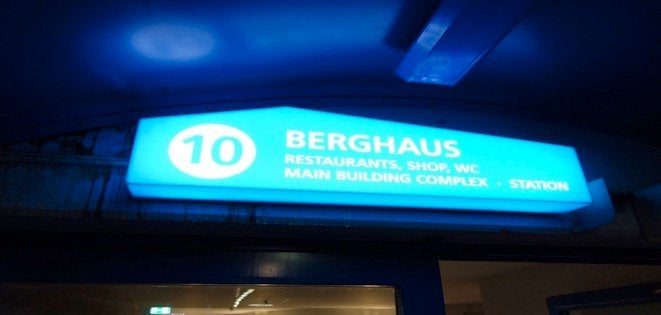 10
BERGHAUS
RESTAURANTS, SHOP, WC
MAIN BUILDING COMPLEX - STATION